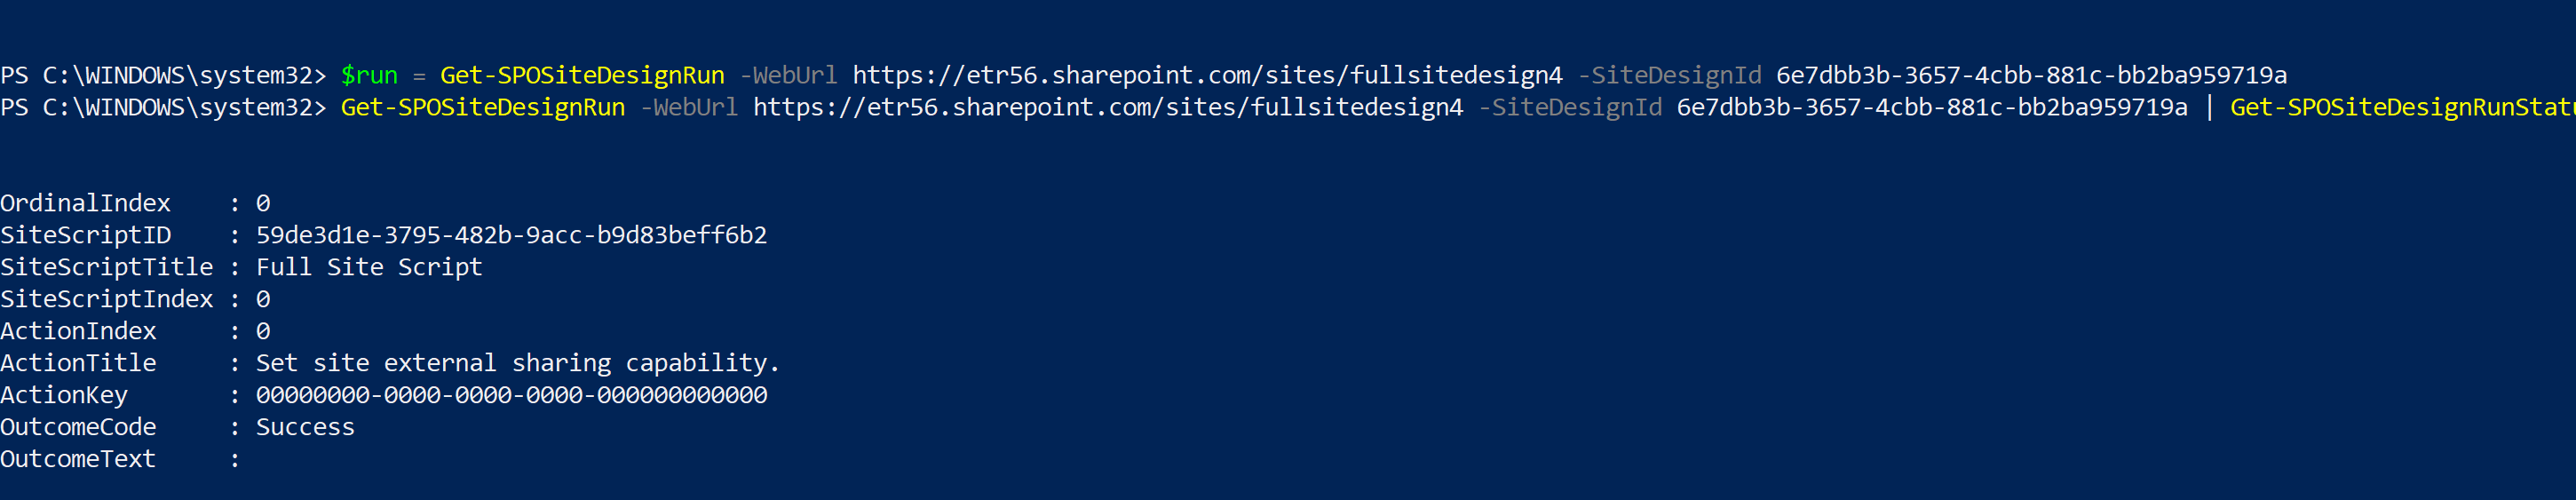 PS C:\WINDOWS\system32> $run = Get-SPOSiteDesignRun -WebUrl https://etr56.sharepoint.com/sites/fullsitedesign4 -SiteDesignId 6e7dbb3b-3657-4cbb-881c-bb2ba959719a
PS C:\WINDOWS\system32> Get-SPOSiteDesignRun -WebUrl https://etr56.sharepoint.com/sites/fullsitedesign4 -SiteDesignId 6e7dbb3b-3657-4cbb-881c-bb2ba959719a | Get-SPOSiteDesignRunStatu
OrdinalIndex : 0
SiteScriptID : 59de3d1e-3795-482b-9acc-b9d83beff6b2
SiteScriptTitle : Full Site Script
SiteScriptIndex : 0
ActionIndex : 0
ActionTitle : Set site external sharing capability.
ActionKey : 00000000-0000-0000-0000-000000000000
OutcomeCode : Success
OutcomeText :